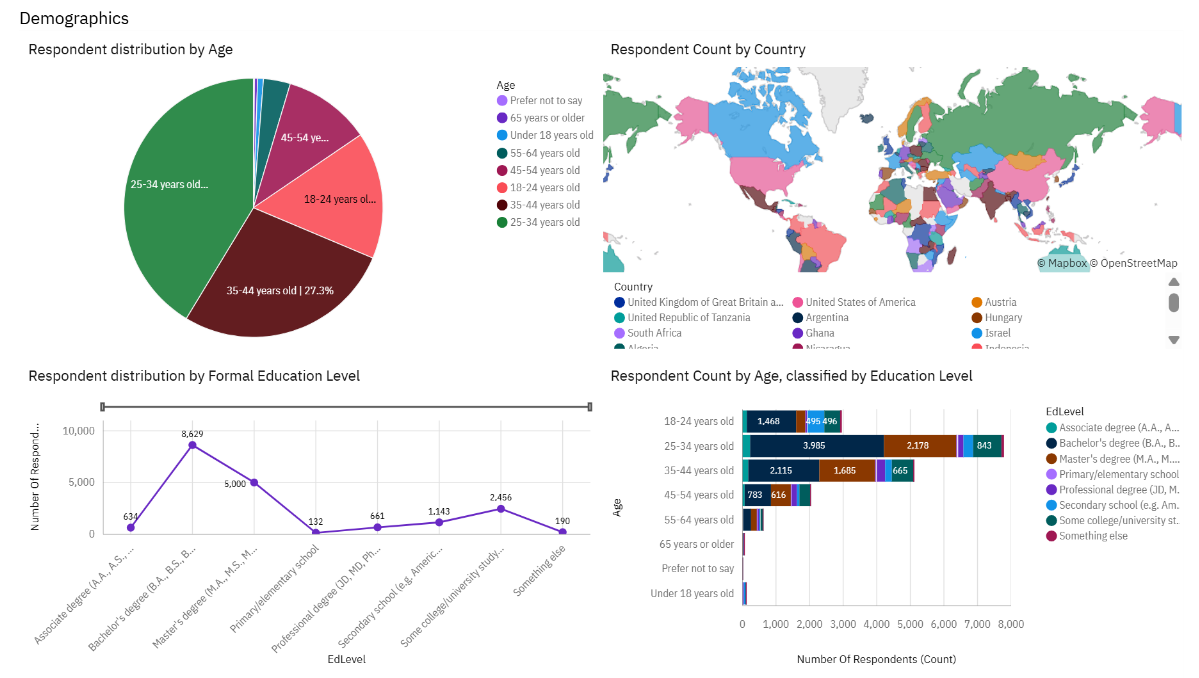 Demographics
Respondent distribution by Age
Age
Prefer not to say
65 years or older
Under 18 years old
55-64 years old
45-54 years old
18-24 years old
35-44 years old
25-34 years old
45-54 ye...
25-34 years old...
18-24 years ol...
35-44 years old | 27.3%
Respondent Count by Country
© Mapbox © OpenStreetMap
Country
United Kingdom of Great Britain a... United States of America Austria
United Republic of Tanzania Argentina Hungary
South Africa Ghana Israel
Algeria Nicaragua Indonesia
Respondent distribution by Formal Education Level
Number Of Respond...
10,000
5,000
0
634
8,629
5,000
132
661
1,143
2,456
190
Associate degree (A.A., A.S., ...
Bachelor's degree (B.A., B.S., B...
Master's degree (M.A., M.S., M...
Primary/elementary school
Professional degree (JD, MD, Ph...
Secondary school (e.g. Americ...
Some college/university study...
Something else
EdLevel
Respondent Count by Age, classified by Education Level
Age
18-24 years old 1,468 495 496
25-34 years old 3,985 2,178 843
35-44 years old 2,115 1,685 665
45-54 years old 783 616
55-64 years old
65 years or older
Prefer not to say
Under 18 years old
0 1,000 2,000 3,000 4,000 5,000 6,000 7,000 8,000
Number Of Respondents (Count)
EdLevel
Associate degree (A.A., A...
Bachelor's degree (B.A., B..
Master's degree (M.A., M....
Primary/elementary school
Professional degree (JD, M.
Secondary school (e.g. Am.
Some college/university st.
Something else